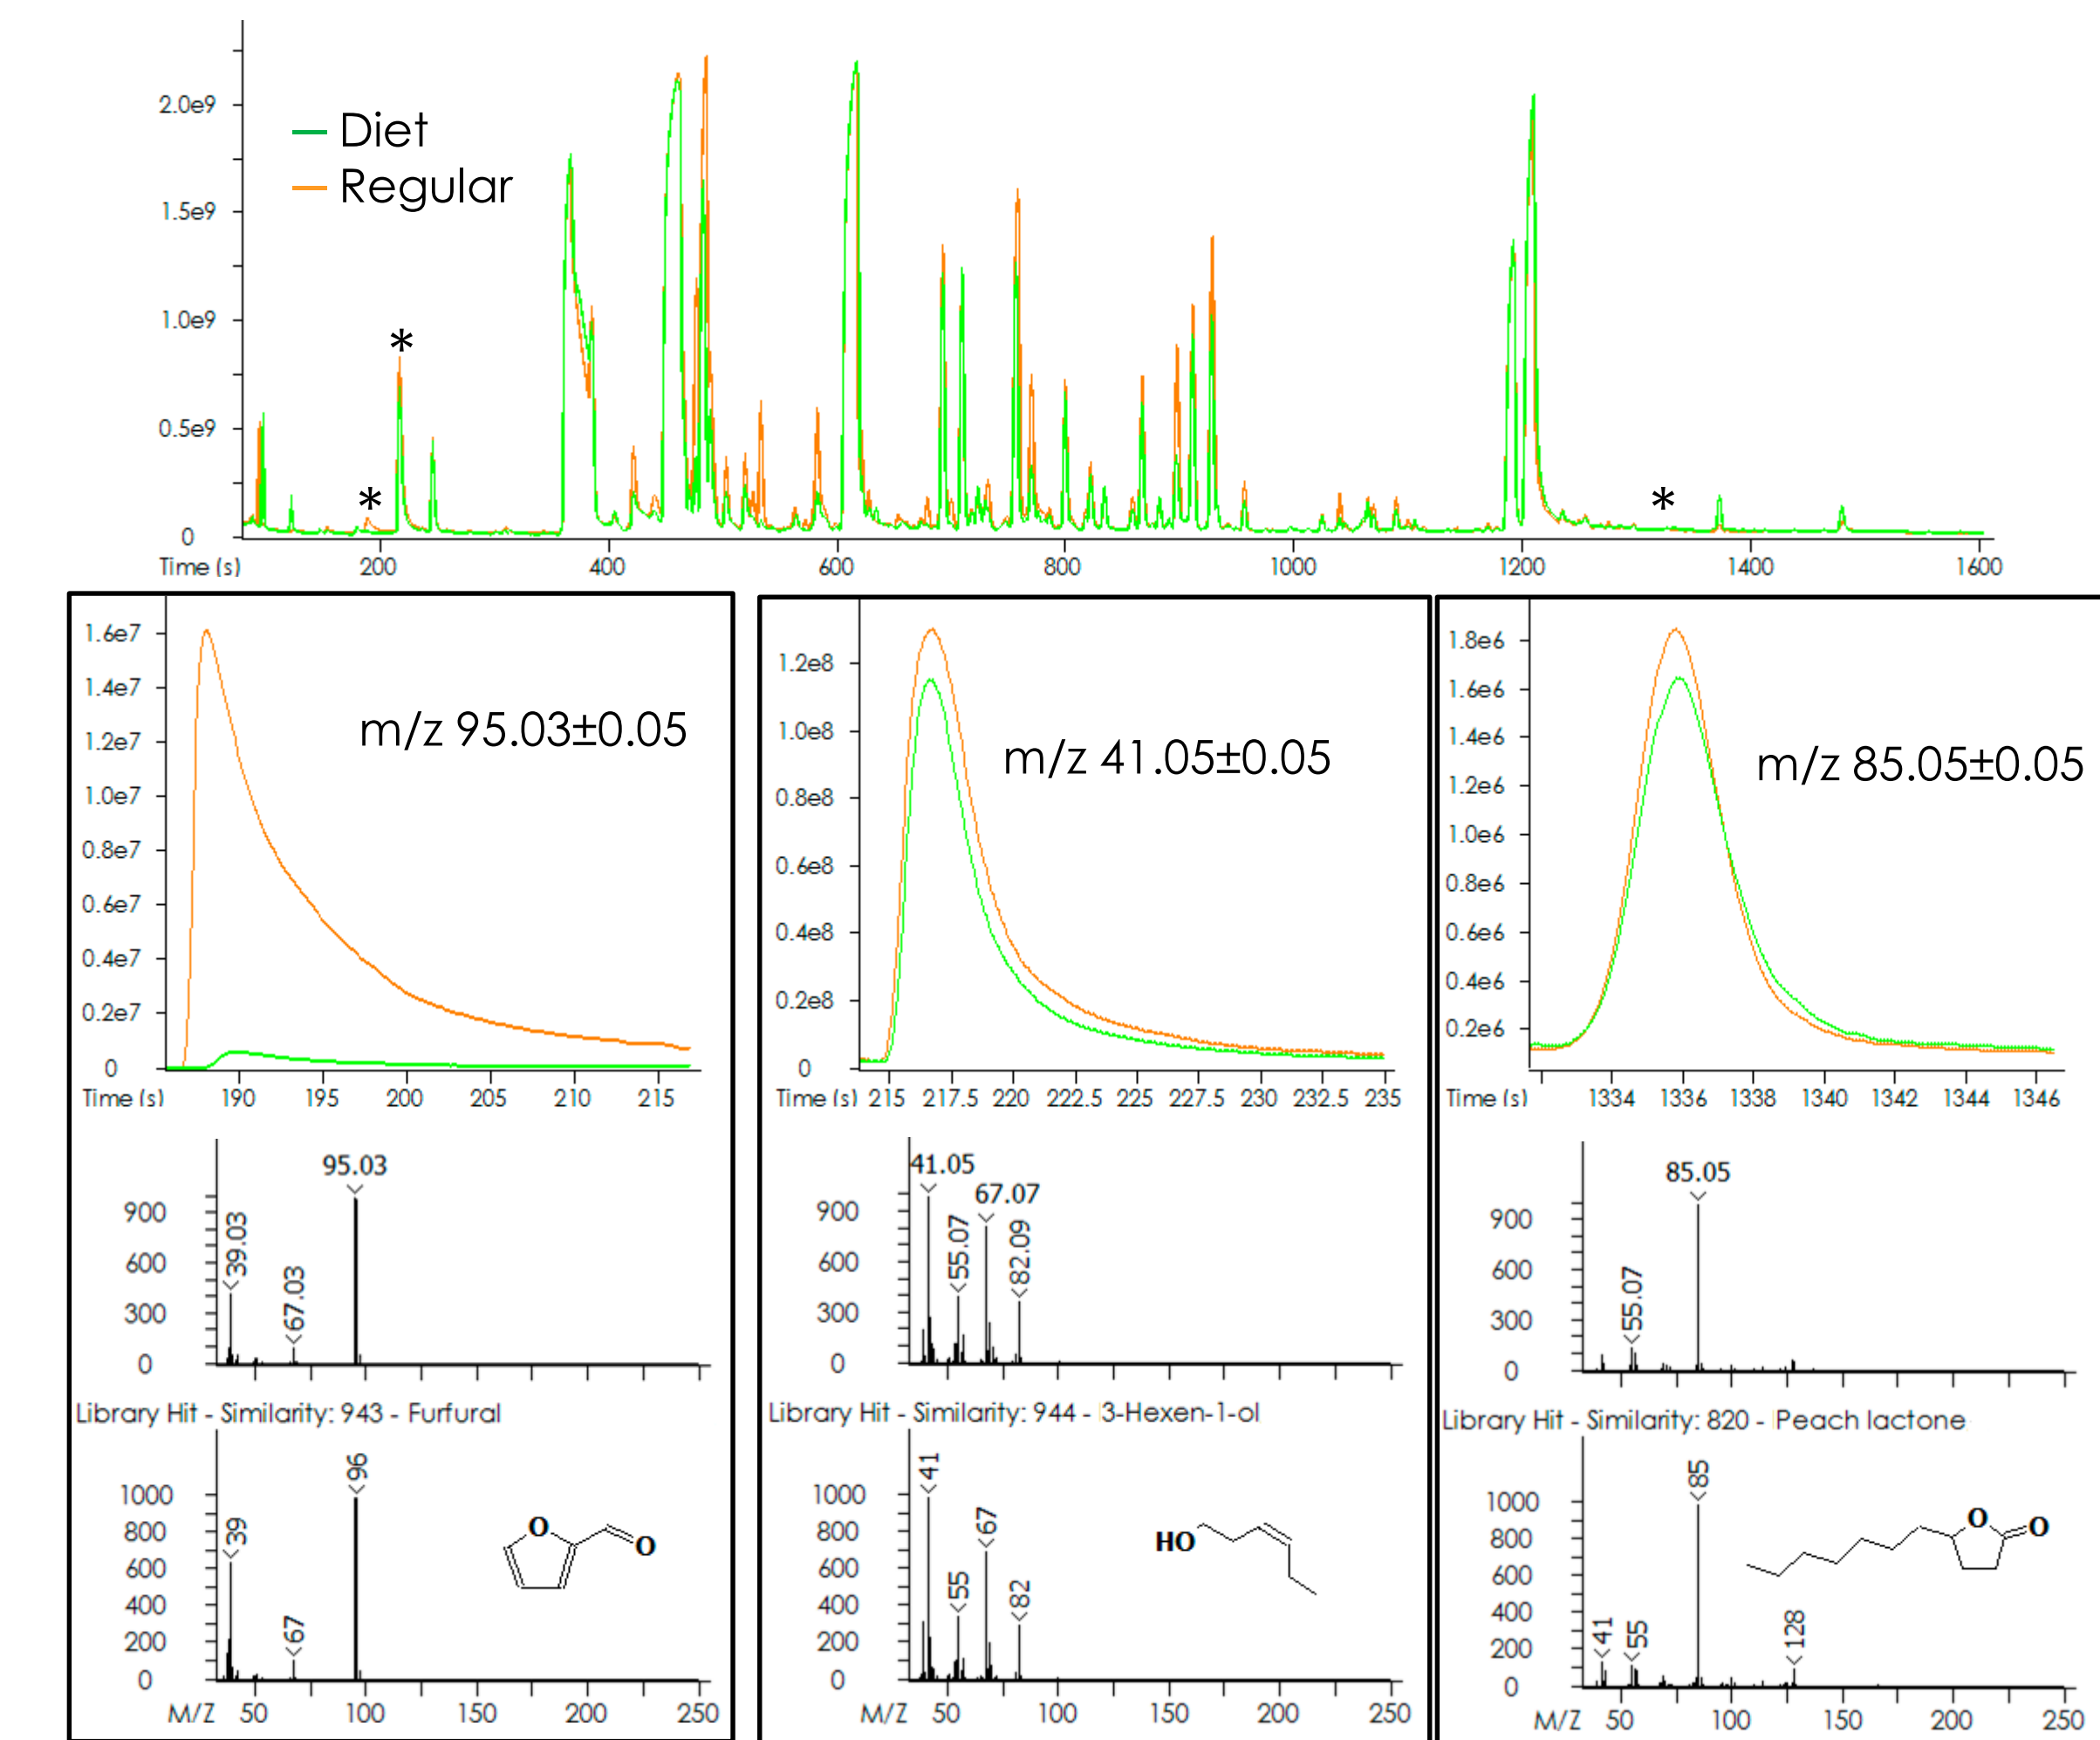 2.0e9
1.5e9
1.0e9
0.5e9
0
Diet
Regular
*
*
*
Time (s) 200 400 600 800 1000 1200 1400 1600
1.6e7
1.4e7
1.2e7
1.0e7
0.8e7
0.6e7
0.4e7
0.2e7
0
m/z 95.03±0.05
Time (s) 190 195 200 205 210 215
95.03
39.03
67.03
900
600
300
0
Library Hit - Similarity: 943 - Furfural
96
39
67
1000
800
600
400
200
0
O
O
M/Z 50 100 150 200 250
1.2e8
1.0e8
0.8e8
0.6e8
0.4e8
0.2e8
0
m/z 41.05±0.05
Time (s) 215 217.5 220 222.5 225 227.5 230 232.5 235
41.05
67.07
55.07
82.09
900
600
300
0
Library Hit - Similarity: 944 - 3-Hexen-1-ol
41
67
55
82
1000
800
600
400
200
0
HO
M/Z 50 100 150 200 250
1.8e6
1.6e6
1.4e6
1.2e6
1.0e6
0.8e6
0.6e6
0.4e6
0.2e6
m/z 85.05±0.05
Time (s) 1334 1336 1338 1340 1342 1344 1346
85.05
55.07
900
600
300
0
Library Hit - Similarity: 820 - Peach lactone
85
41
55
128
1000
800
600
400
200
0
O
O
M/Z 50 100 150 200 250